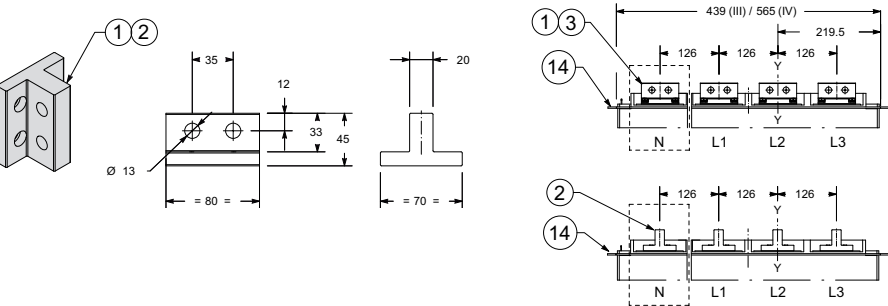 1 2
35
12
33
45
Ø 13
= 80 =
20
= 70 =
439 (III) / 565 (IV)
219.5
1 3
126 126 126
Y
14
Y
N L1 L2 L3
126 126 126
2
Y
14
Y
N L1 L2 L3